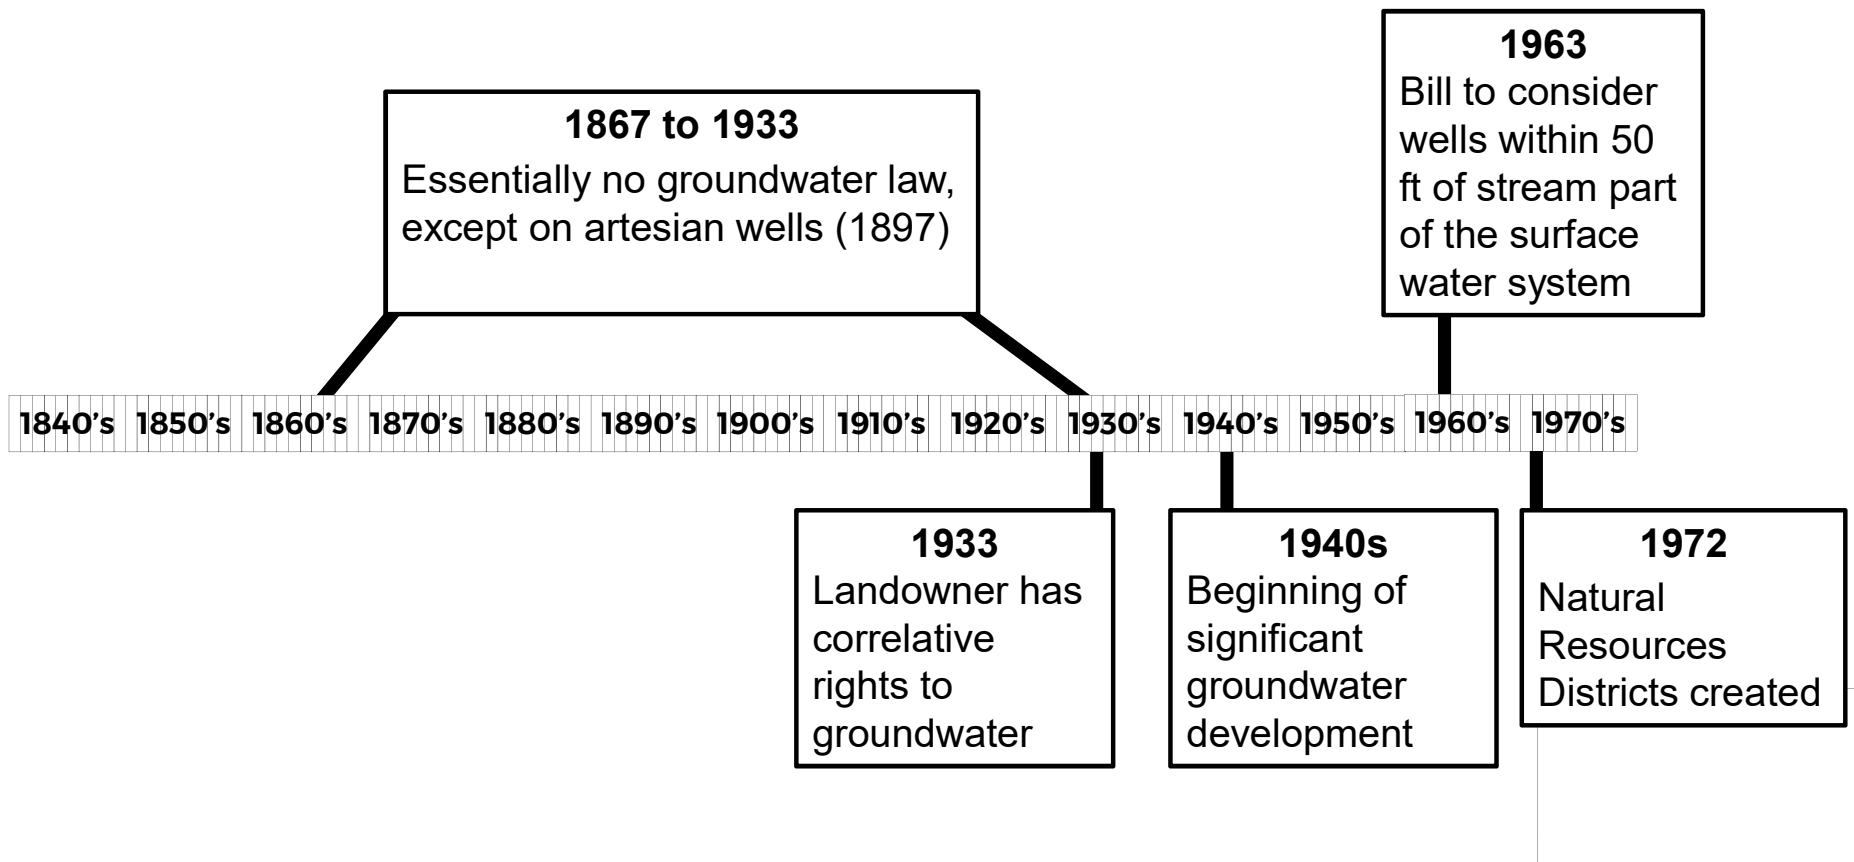 1963
Bill to consider
wells within 50
ft of stream part
of the surface
water system
1867 to 1933
Essentially no groundwater law,
except on artesian wells (1897)
1840’s 1850’s 1860’s 1870’s 1880’s 1890’s 1900’s 1910’s 1920’s 1930’s 1940’s 1950’s 1960’s 1970’s
1933
Landowner has
correlative
rights to
groundwater
1940s
Beginning of
significant
groundwater
development
1972
Natural
Resources
Districts created